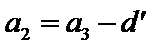 a₂ = a₃ − d′